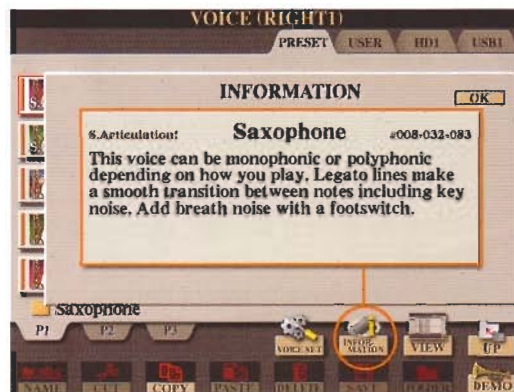 VOICE (RIGHT1)
PRESET USER HD1 USB1
INFORMATION
OK
S.Articulation! Saxophone #008-032-083
This voice can be monophonic or polyphonic
depending on how you play. Legato lines make
a smooth transition between notes including key
noise. Add breath noise with a footswitch.
Saxophone
P1 P2 P3
VOICE SET INFOR-
MATION VIEW UP
NAME CUT COPY PASTE DELETE SAVE FOLDER DEMO